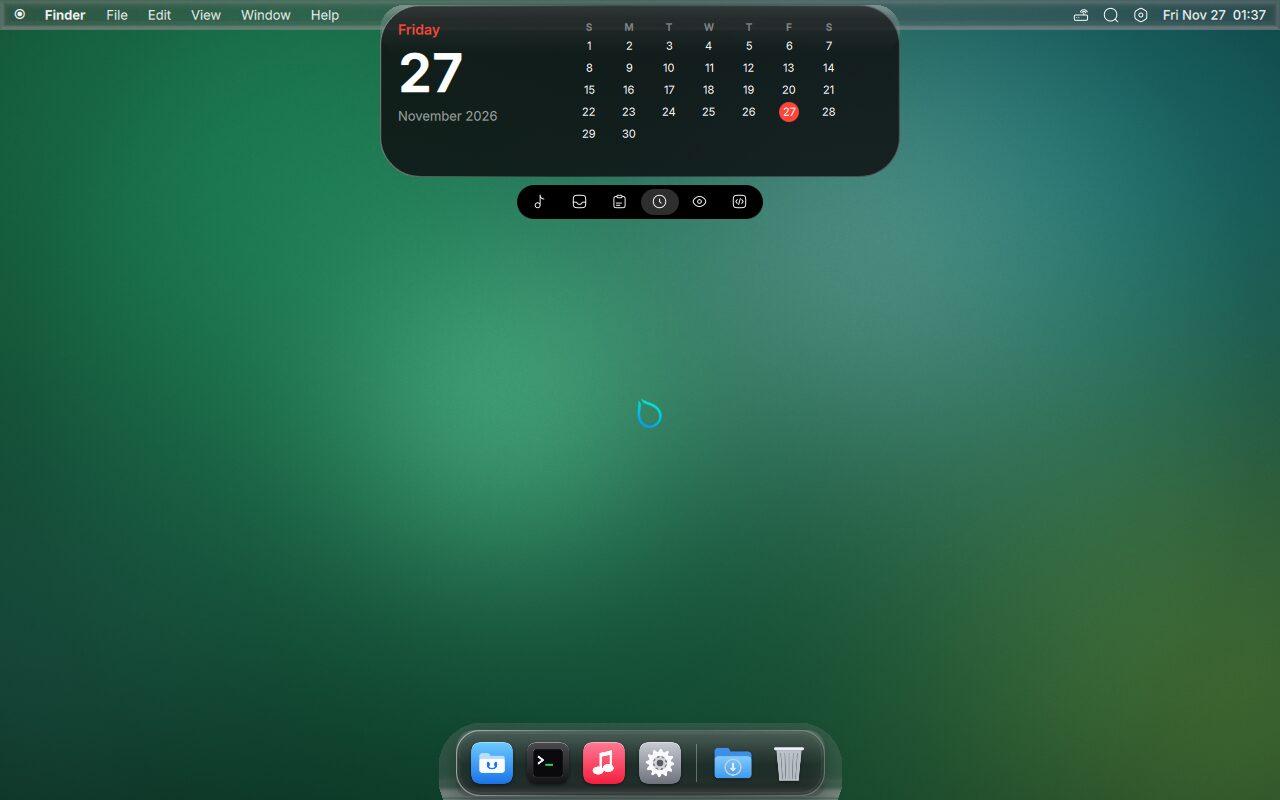 Finder File Edit View Window Help
Fri Nov 27 01:37
Friday
27
November 2026
S M T W T F S
1 2 3 4 5 6 7
8 9 10 11 12 13 14
15 16 17 18 19 20 21
22 23 24 25 26 27 28
29 30